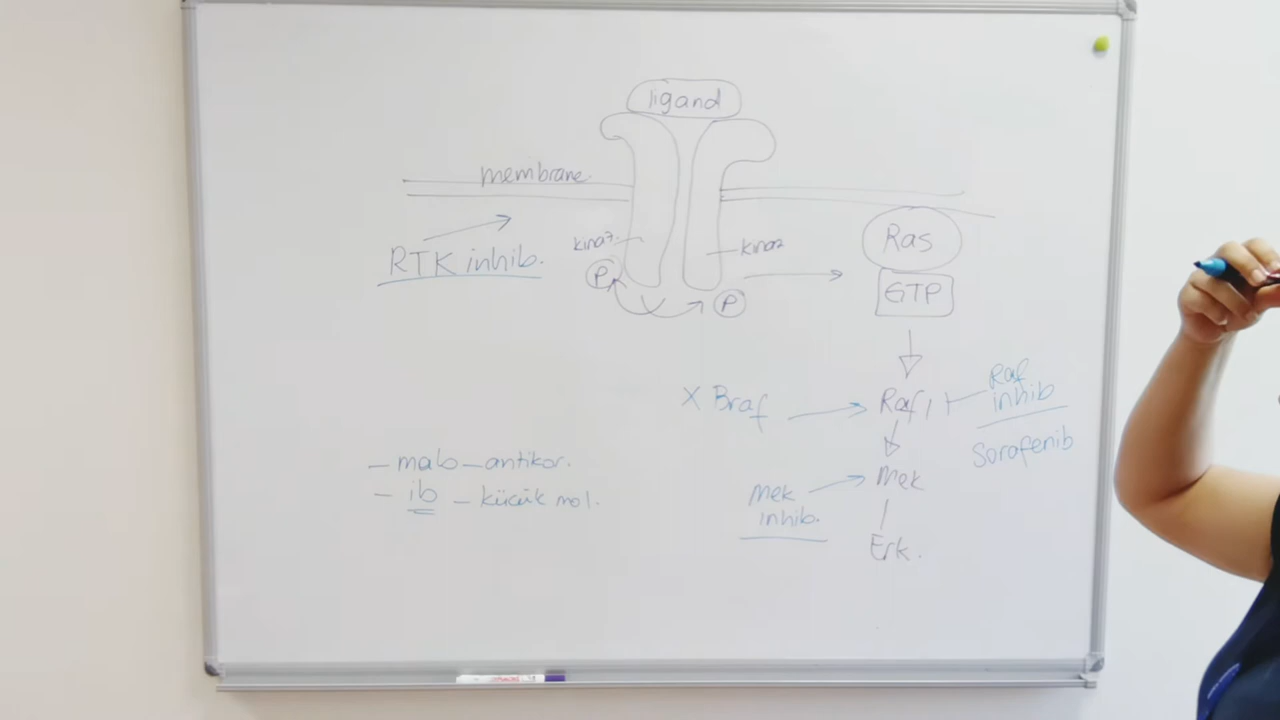 ligand
membrane.
RTK inhib.
kinaz.
kinaz
P
P
Ras
GTP
X Braf
Raf,
Raf
inhib
Sorafenib
- mab - antikor.
- ib - küçük mol.
Mek
inhib.
Mek
Erk.